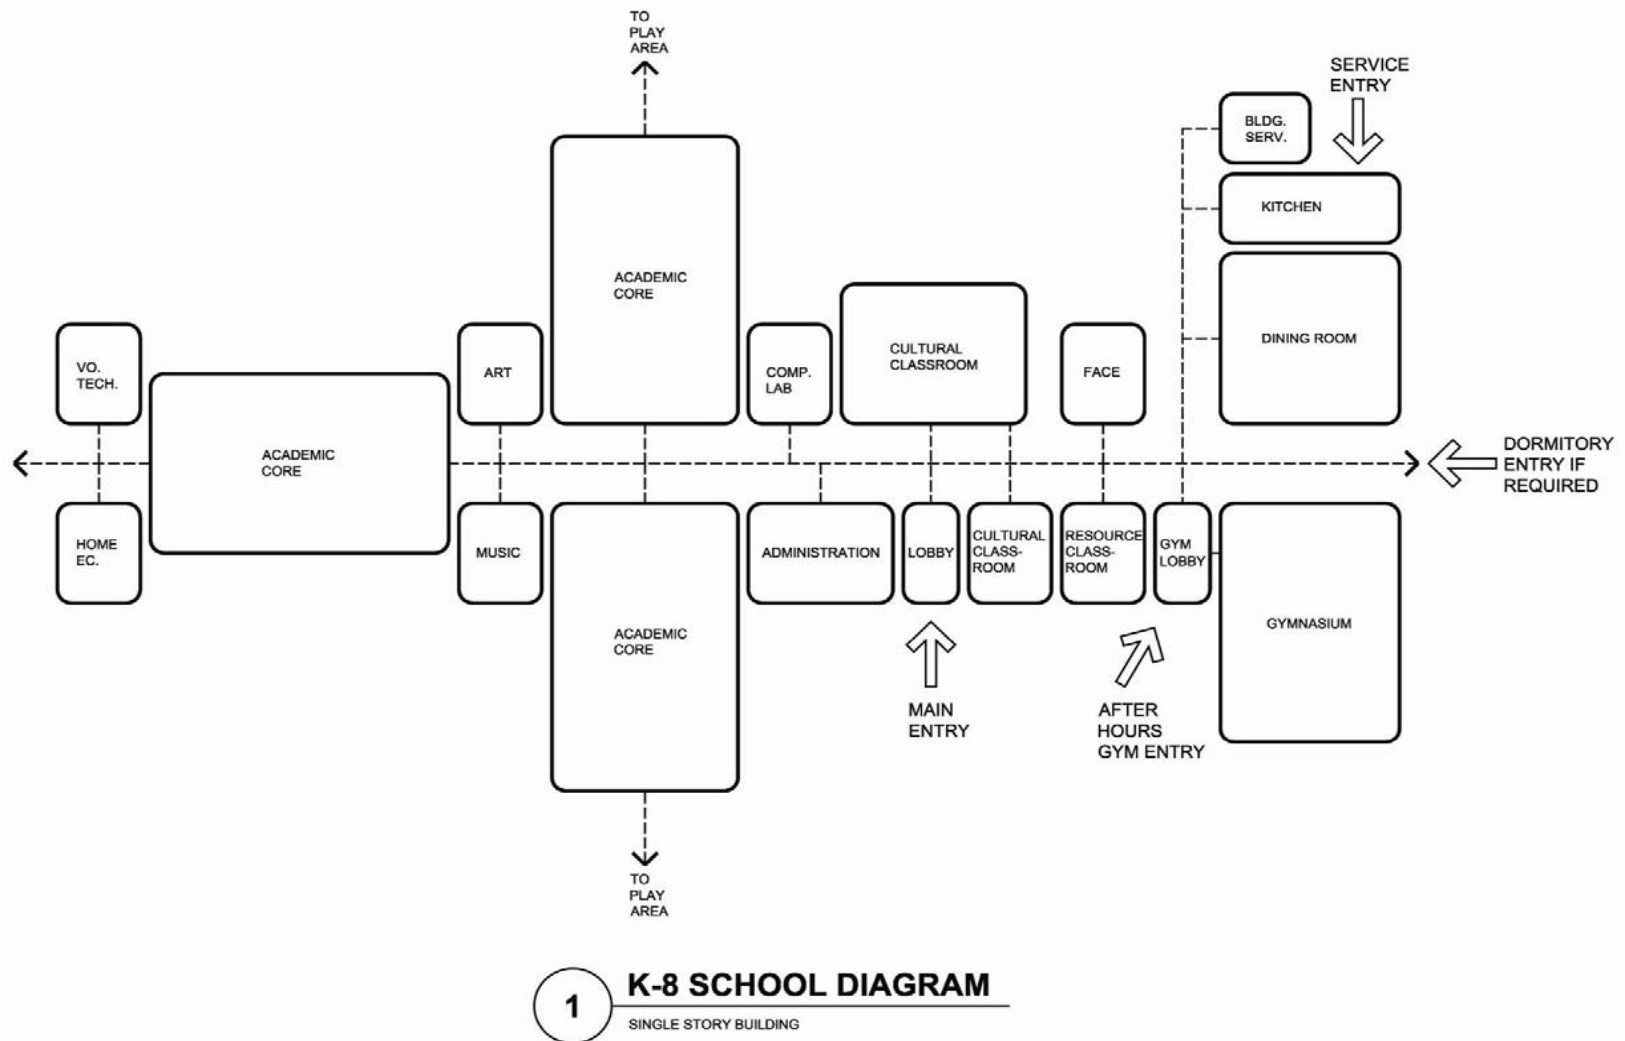 TO
PLAY
AREA
SERVICE
ENTRY
BLDG.
SERV.
KITCHEN
ACADEMIC
CORE
DINING ROOM
CULTURAL
CLASSROOM
VO.
TECH.
ART
COMP.
LAB
FACE
ACADEMIC
CORE
DORMITORY
ENTRY IF
REQUIRED
HOME
EC.
MUSIC
ADMINISTRATION
LOBBY
CULTURAL
CLASS-
ROOM
RESOURCE
CLASS-
ROOM
GYM
LOBBY
GYMNASIUM
ACADEMIC
CORE
MAIN
ENTRY
AFTER
HOURS
GYM ENTRY
TO
PLAY
AREA
1
K-8 SCHOOL DIAGRAM
SINGLE STORY BUILDING